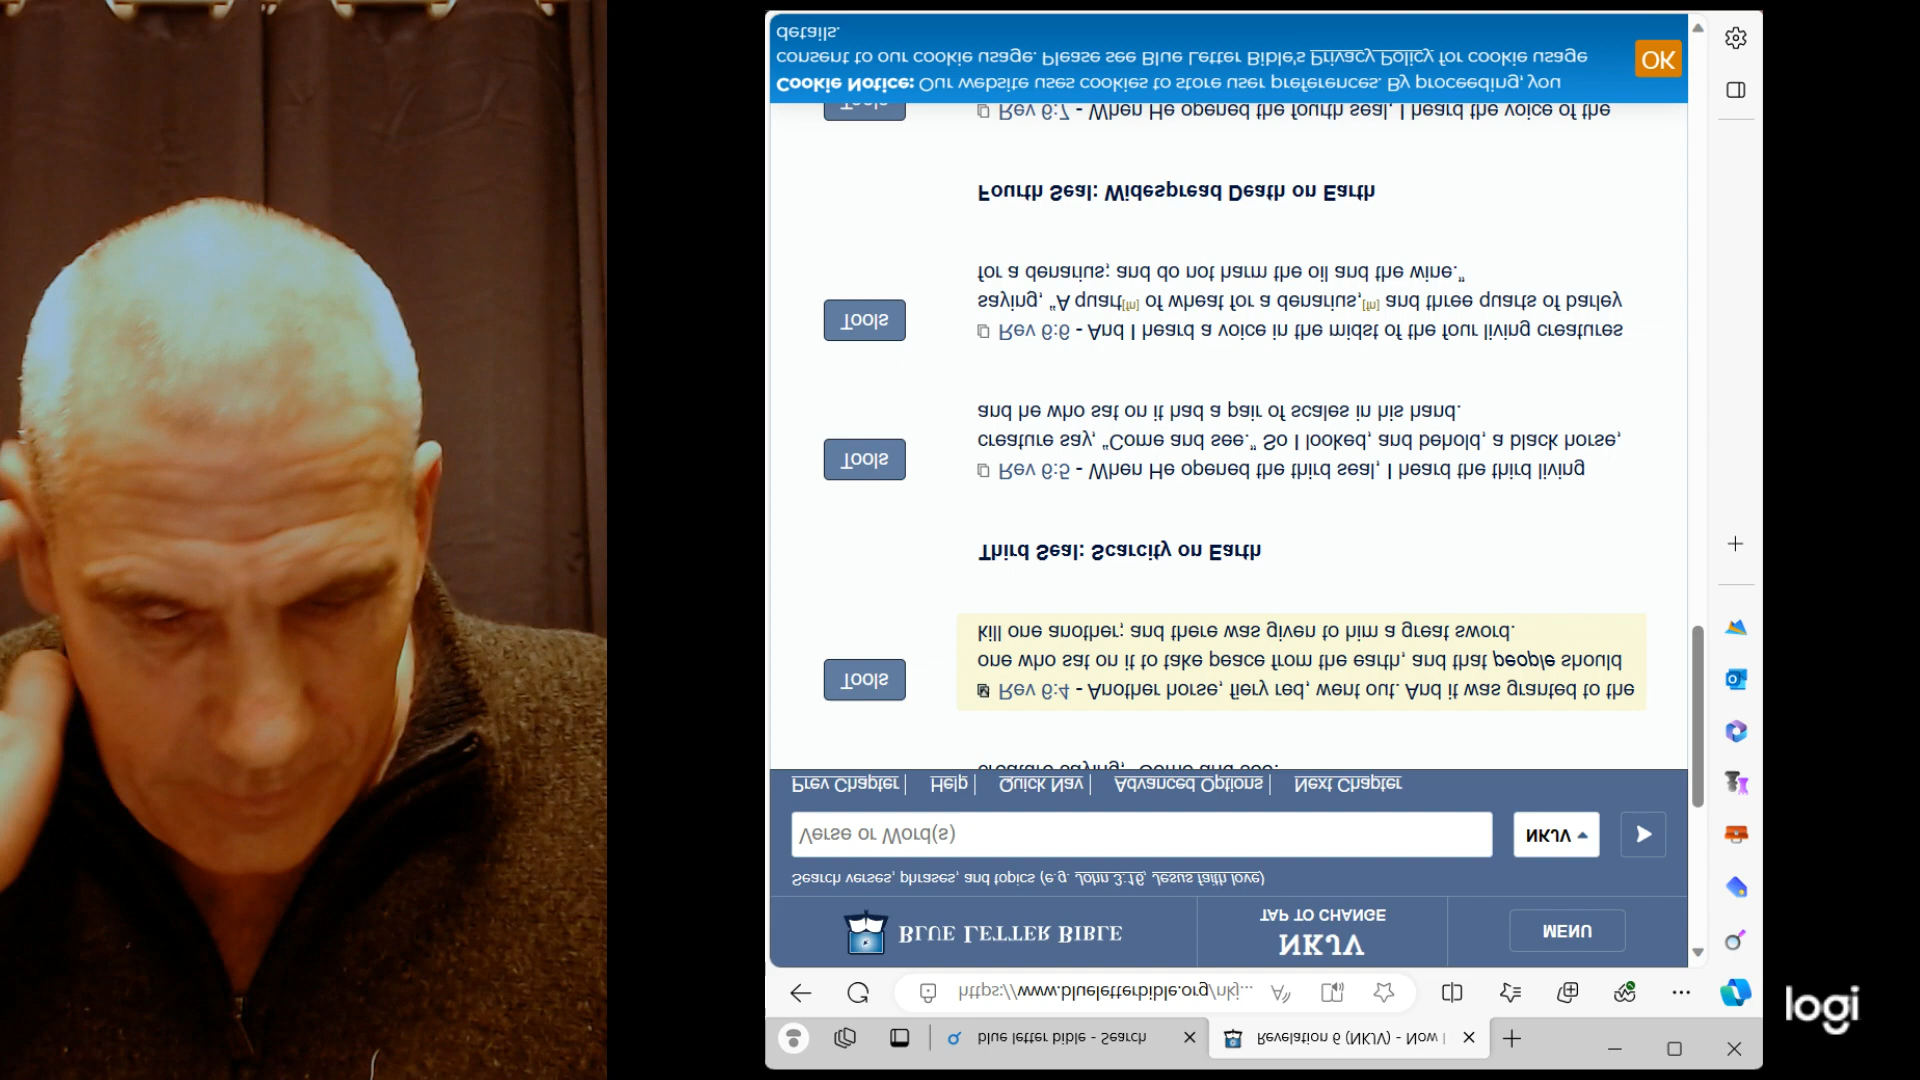 blue letter bible - Search
Revelation 6 (NKJV) - Now
https://www.blueletterbible.org/nkj...
BLUE LETTER BIBLE
NKJV
TAP TO CHANGE
MENU
Search verses, phrases, and topics (e.g. John 3:16, Jesus faith love)
Verse or Word(s)
NKJV
Prev Chapter | Help | Quick Nav | Advanced Options | Next Chapter
creature saying, "Come and see."
Tools
Rev 6:4 - Another horse, fiery red, went out. And it was granted to the
one who sat on it to take peace from the earth, and that people should
kill one another; and there was given to him a great sword.
Third Seal: Scarcity on Earth
Tools
Rev 6:5 - When He opened the third seal, I heard the third living
creature say, "Come and see." So I looked, and behold, a black horse,
and he who sat on it had a pair of scales in his hand.
Tools
Rev 6:6 - And I heard a voice in the midst of the four living creatures
saying, "A quart[fn] of wheat for a denarius,[fn] and three quarts of barley
for a denarius; and do not harm the oil and the wine."
Fourth Seal: Widespread Death on Earth
Tools
Rev 6:7 - When He opened the fourth seal, I heard the voice of the
Cookie Notice: Our website uses cookies to store user preferences. By proceeding, you
consent to our cookie usage. Please see Blue Letter Bible's Privacy Policy for cookie usage
details.
OK
logi